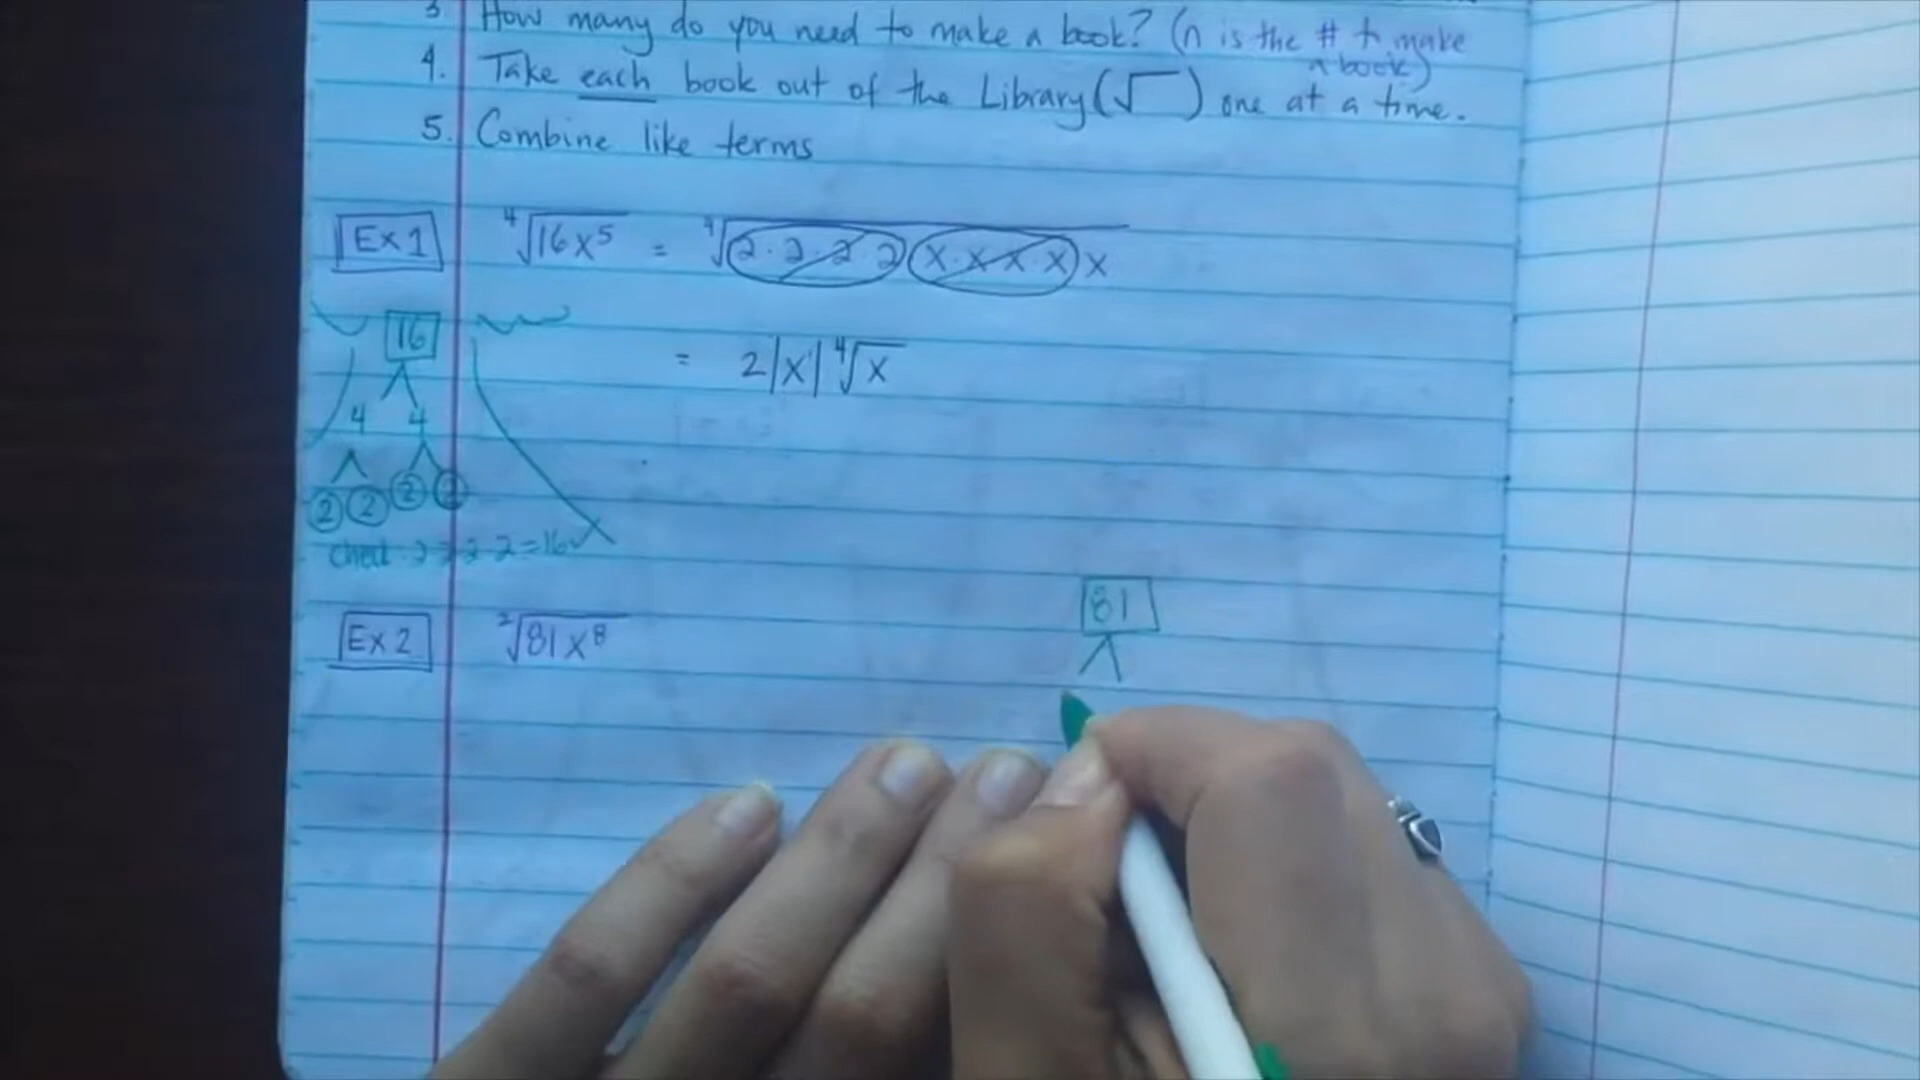 3 How many do you need to make a book? (n is the # to make
a book)
4. Take each book out of the Library (√ ) one at a time.
5. Combine like terms
Ex 1 ⁴√16x⁵ = ⁴√2·2·2·2 x·x·x·x x
= 2|x| ⁴√x
16
4 4
2 2 2 2
check: 2·2·2·2=16✓
81
Ex 2 ²√81x⁸